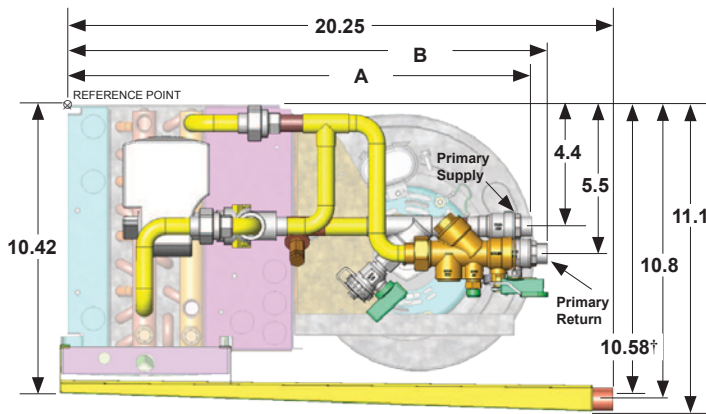 20.25
B
A
REFERENCE POINT
Primary
Supply
4.4
5.5
11.1
10.42
10.8
Primary
Return
10.58†